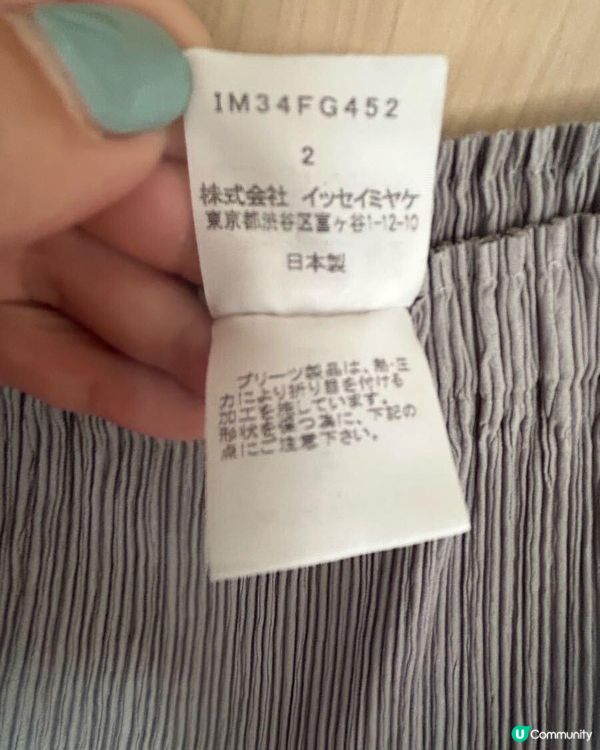 IM34FG452
2
株式会社 イッセイミヤケ
東京都渋谷区富ヶ谷1-12-10
日本製
プリーツ製品は、熱・圧
力により折り目を付ける
加工を施しています。
形状を保つ為に、下記の
点にご注意下さい。
U Community